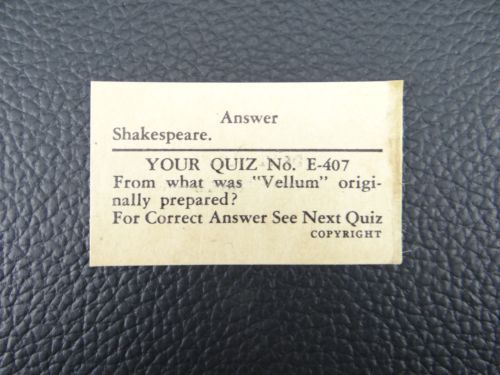 Answer
Shakespeare.
YOUR QUIZ No. E-407
From what was "Vellum" origi-
nally prepared?
For Correct Answer See Next Quiz
COPYRIGHT